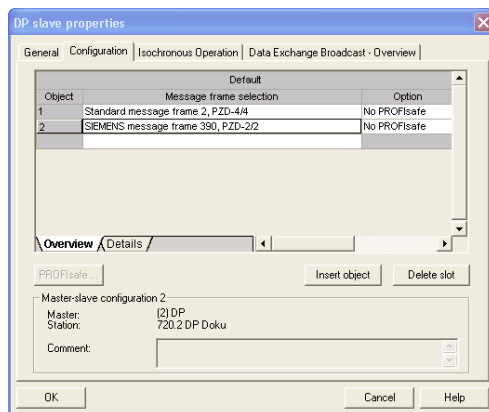 DP slave properties
General Configuration Isochronous Operation Data Exchange Broadcast - Overview
Default
Object Message frame selection Option
1 Standard message frame 2, PZD-4/4 No PROFIsafe
2 SIEMENS message frame 390, PZD-2/2 No PROFIsafe
Overview Details
PROFIsafe ... Insert object Delete slot
Master-slave configuration 2
Master: (2) DP
Station: 720.2 DP Doku
Comment:
OK Cancel Help